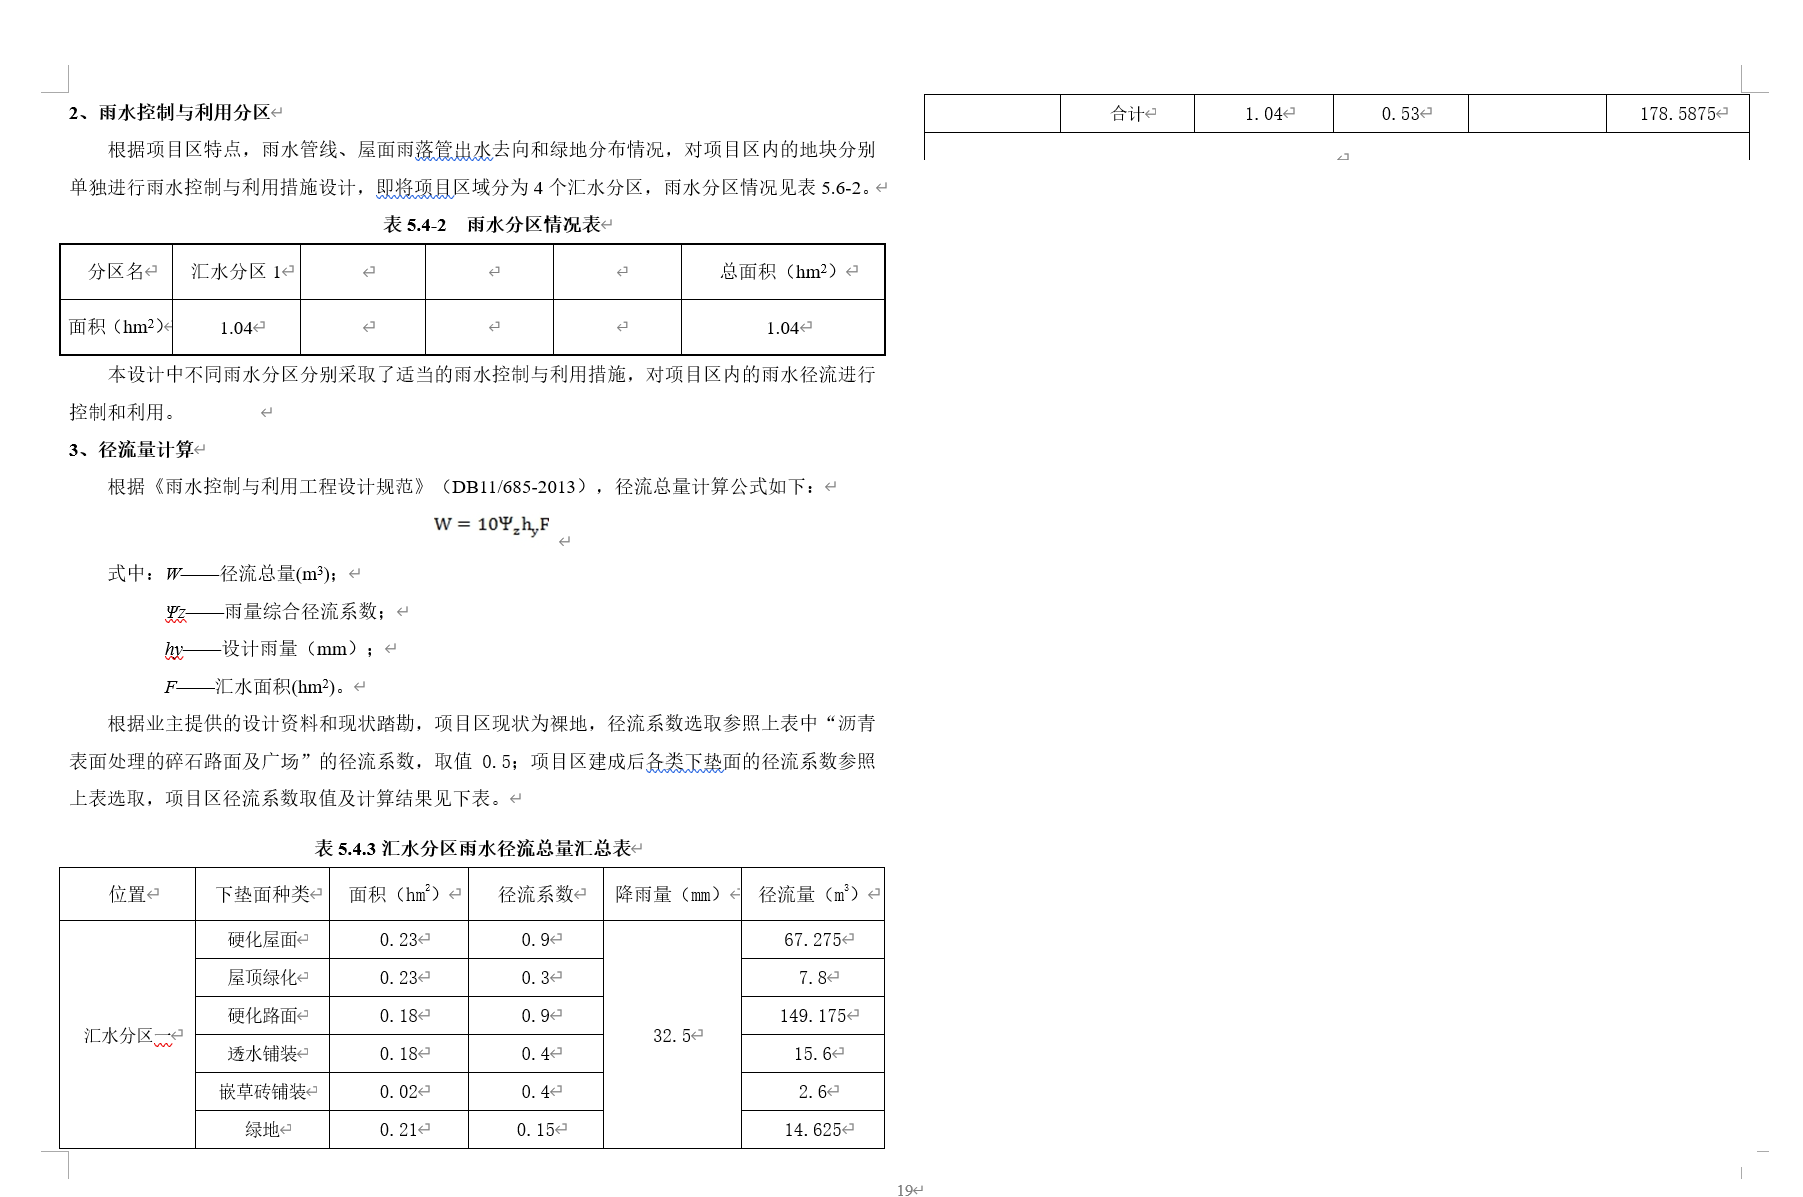 2、雨水控制与利用分区
根据项目区特点，雨水管线、屋面雨落管出水去向和绿地分布情况，对项目区内的地块分别
单独进行雨水控制与利用措施设计，即将项目区域分为 4 个汇水分区，雨水分区情况见表 5.6-2。
表 5.4-2 雨水分区情况表
分区名 汇水分区 1 总面积（hm²）
面积（hm²） 1.04 1.04
本设计中不同雨水分区分别采取了适当的雨水控制与利用措施，对项目区内的雨水径流进行
控制和利用。
3、径流量计算
根据《雨水控制与利用工程设计规范》（DB11/685-2013），径流总量计算公式如下：
W = 10Ψzhy F
式中：W——径流总量(m³)；
Ψz——雨量综合径流系数；
hy——设计雨量（mm）；
F——汇水面积(hm²)。
根据业主提供的设计资料和现状踏勘，项目区现状为裸地，径流系数选取参照上表中“沥青
表面处理的碎石路面及广场”的径流系数，取值 0.5；项目区建成后各类下垫面的径流系数参照
上表选取，项目区径流系数取值及计算结果见下表。
表 5.4.3 汇水分区雨水径流总量汇总表
位置 下垫面种类 面积（hm²） 径流系数 降雨量（mm） 径流量（m³）
硬化屋面 0.23 0.9 67.275
屋顶绿化 0.23 0.3 7.8
硬化路面 0.18 0.9 149.175
汇水分区一 32.5
透水铺装 0.18 0.4 15.6
嵌草砖铺装 0.02 0.4 2.6
绿地 0.21 0.15 14.625
19
合计 1.04 0.53 178.5875